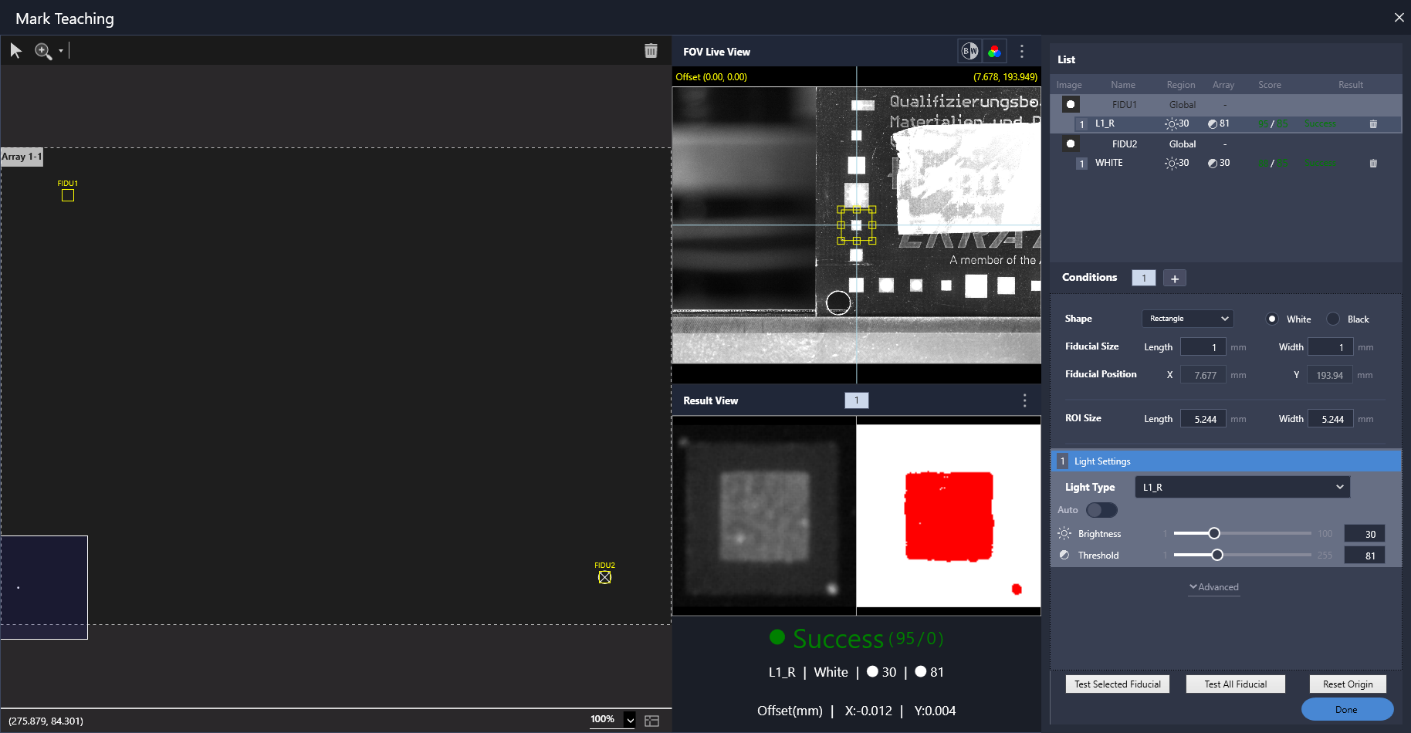 Mark Teaching
FOV Live View
Offset (0.00, 0.00)
(7.678, 193.949)
Qualifizierungsbo
Materialien und P
A member of the
Array 1-1
FIDU1
FIDU2
(275.879, 84.301)
100%
Result View
1
Success (95/0)
L1_R | White | 30 | 81
Offset(mm) | X:-0.012 | Y:0.004
List
Image Name Region Array Score Result
FIDU1 Global -
1 L1_R 30 81 /
FIDU2 Global -
1 WHITE 30 30 /
Conditions 1 +
Shape Rectangle White Black
Fiducial Size Length 1 mm Width 1 mm
Fiducial Position X 7.677 mm Y 193.94 mm
ROI Size Length 5.244 mm Width 5.244 mm
1 Light Settings
Light Type L1_R
Auto
Brightness 1 100 30
Threshold 1 255 81
Advanced
Test Selected Fiducial
Test All Fiducial
Reset Origin
Done